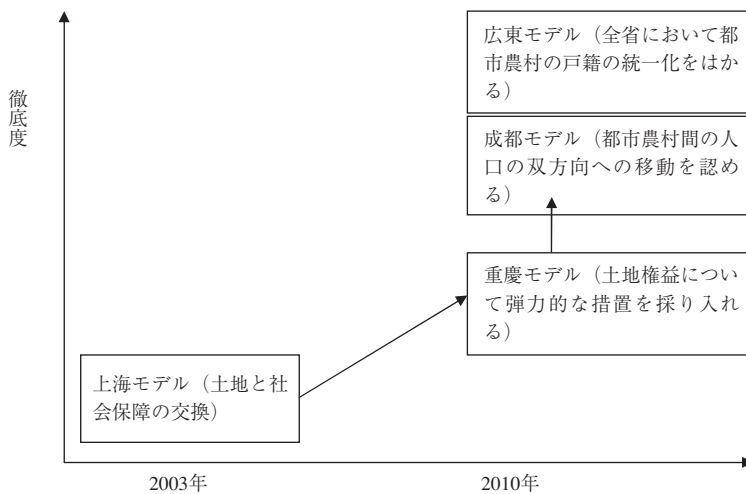 広東モデル（全省において都
市農村の戸籍の統一化をはか
る）
徹底度
成都モデル（都市農村間の人
口の双方向への移動を認め
る）
重慶モデル（土地権益につい
て弾力的な措置を採り入れ
る）
上海モデル（土地と社
会保障の交換）
2003年
2010年